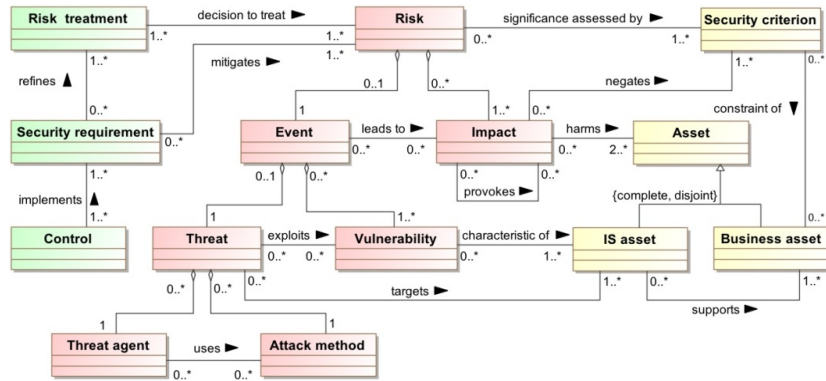 Risk treatment
decision to treat
Risk
significance assessed by
Security criterion
1..*
1..*
0..*
1..*
1..*
0..*
1..*
1..*
mitigates
refines
0..1
0..*
negates
constraint of
0..*
1
1..*
0..*
Security requirement
0..*
Event
leads to
Impact
harms
Asset
0..*
0..*
0..*
2..*
1..*
0..1
0..*
0..*
0..*
provokes
implements
{complete, disjoint}
1..*
1
1..*
0..*
Control
Threat
exploits
Vulnerability
characteristic of
IS asset
Business asset
0..*
0..*
0..*
1..*
0..*
0..*
0..*
targets
1..*
0..*
1..*
supports
1
1
Threat agent
uses
Attack method
0..*
0..*